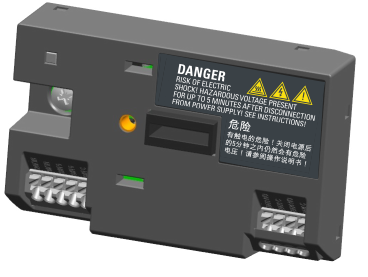 DANGER
RISK OF ELECTRIC
SHOCK! HAZARDOUS VOLTAGE PRESENT
FOR UP TO 5 MINUTES AFTER DISCONNECTION
FROM POWER SUPPLY! SEE INSTRUCTIONS!
危险
有触电的危险！关闭电源后
的5分钟之内仍然会有危险
电压！请参阅操作说明书！